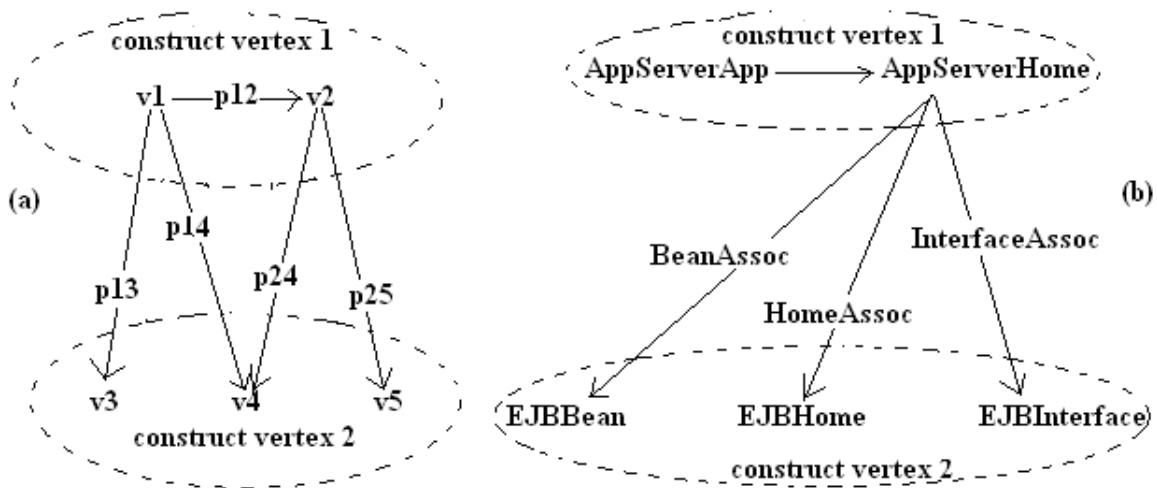 construct vertex 1
v1
p12
v2
(a)
p14
p13
p24
p25
v3
v4
v5
construct vertex 2
construct vertex 1
AppServerApp
AppServerHome
(b)
BeanAssoc
InterfaceAssoc
HomeAssoc
EJBBean
EJBHome
EJBInterface
construct vertex 2